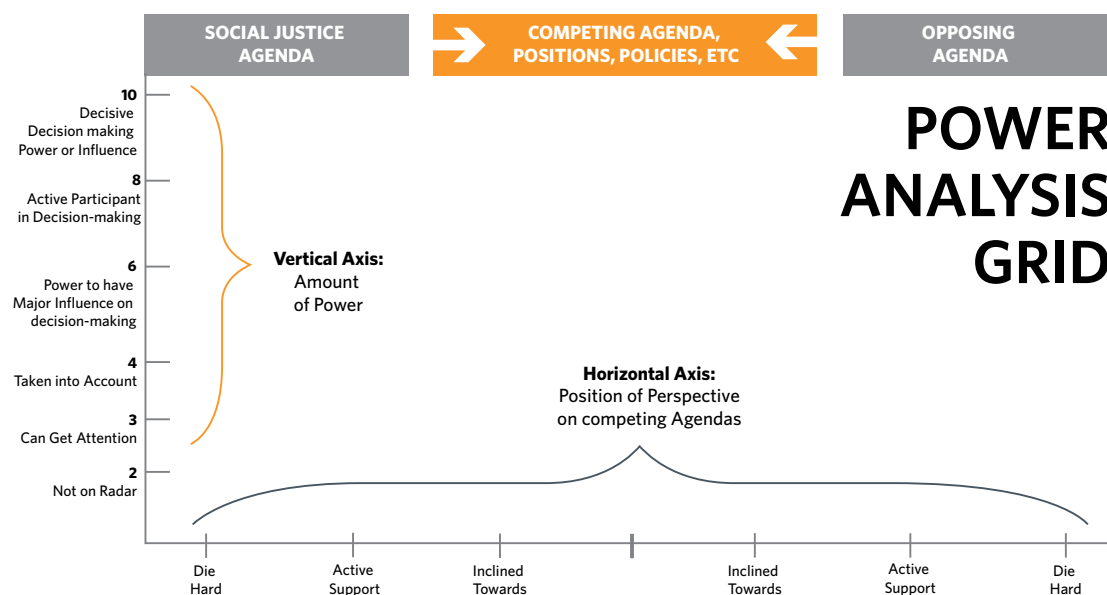 SOCIAL JUSTICE
AGENDA
COMPETING AGENDA,
POSITIONS, POLICIES, ETC
OPPOSING
AGENDA
POWER
ANALYSIS
GRID
10
Decisive
Decision making
Power or Influence
8
Active Participant
in Decision-making
6
Power to have
Major Influence on
decision-making
4
Taken into Account
3
Can Get Attention
2
Not on Radar
Vertical Axis:
Amount
of Power
Horizontal Axis:
Position of Perspective
on competing Agendas
Die
Hard
Active
Support
Inclined
Towards
Inclined
Towards
Active
Support
Die
Hard